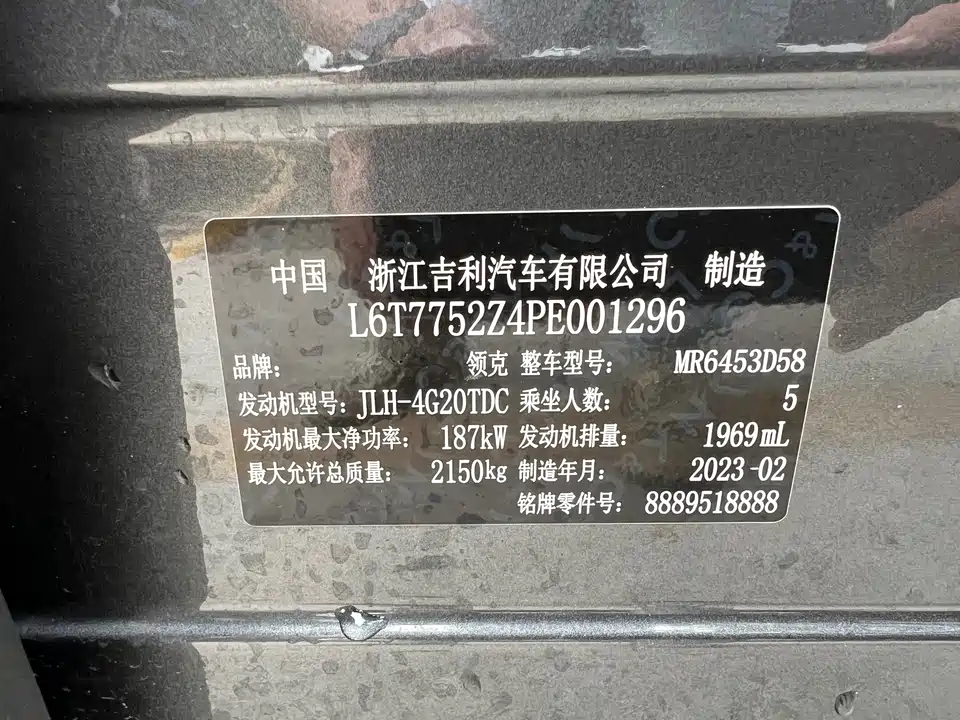 中国 浙江吉利汽车有限公司 制造
L6T7752Z4PE001296
品牌: 领克 整车型号: MR6453D58
发动机型号: JLH-4G20TDC 乘坐人数: 5
发动机最大净功率: 187kW 发动机排量: 1969mL
最大允许总质量: 2150kg 制造年月: 2023-02
铭牌零件号: 8889518888